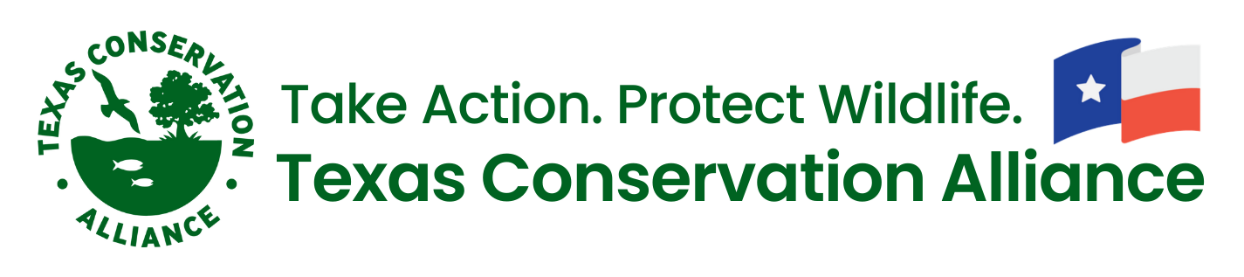 TEXAS CONSERVATION
ALLIANCE
Take Action. Protect Wildlife.
Texas Conservation Alliance